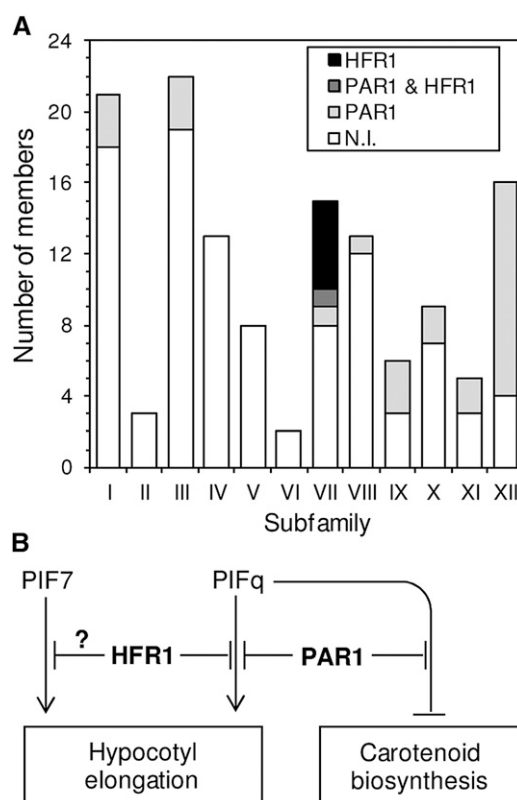 A
24
20
16
12
8
4
0
Number of members
HFR1
PAR1 & HFR1
PAR1
N.I.
I II III IV V VI VII VIII IX X XI XII
Subfamily
B
PIF7 PIFq
? HFR1 PAR1
Hypocotyl
elongation
Carotenoid
biosynthesis